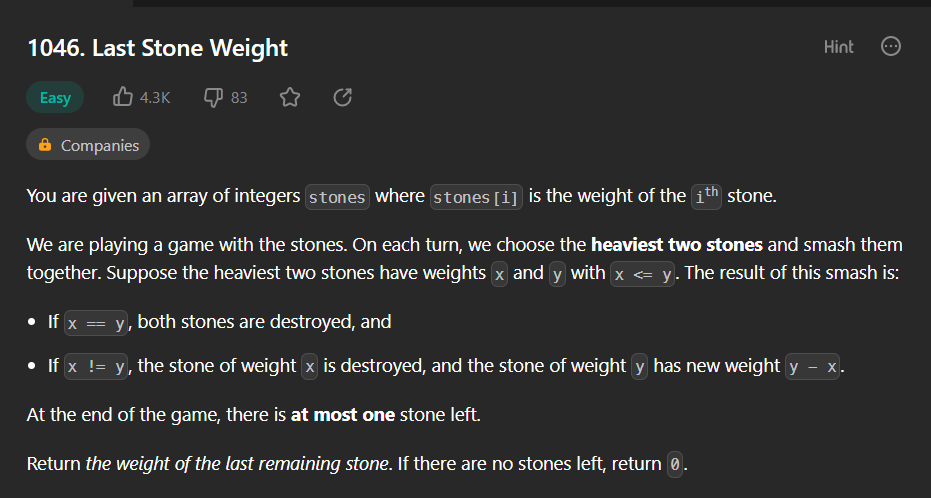 1046. Last Stone Weight
Hint
Easy
4.3K
83
Companies
You are given an array of integers stones where stones[i] is the weight of the ith stone.
We are playing a game with the stones. On each turn, we choose the heaviest two stones and smash them
together. Suppose the heaviest two stones have weights x and y with x <= y. The result of this smash is:
• If x == y, both stones are destroyed, and
• If x != y, the stone of weight x is destroyed, and the stone of weight y has new weight y - x.
At the end of the game, there is at most one stone left.
Return the weight of the last remaining stone. If there are no stones left, return 0.